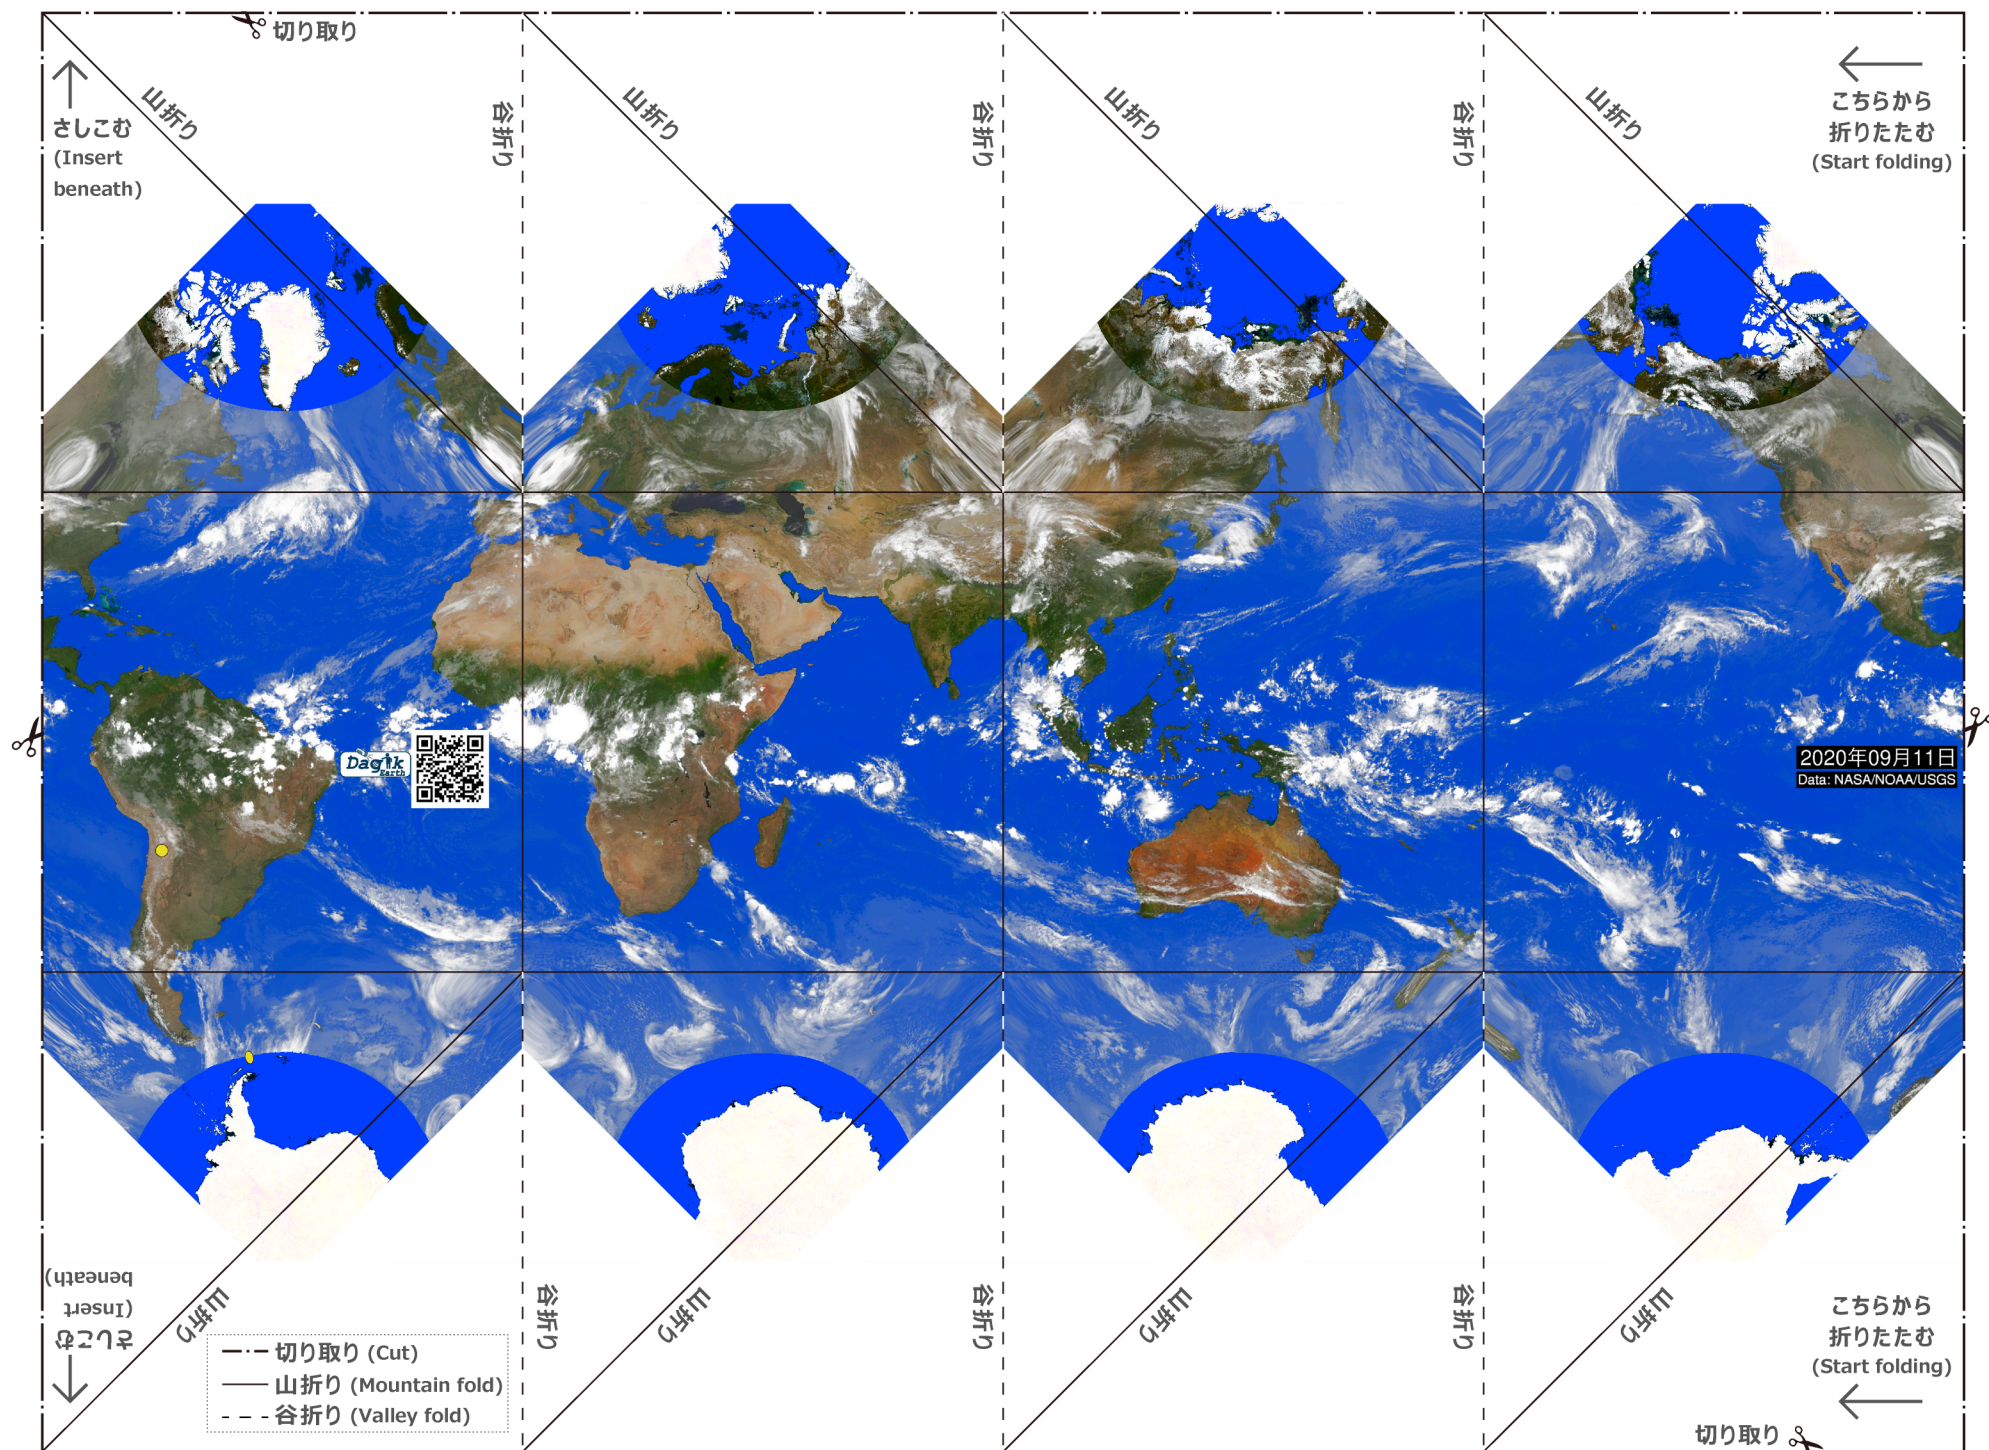 切り取り
山折り
谷折り
山折り
谷折り
山折り
谷折り
山折り
さしこむ
(Insert
beneath)
こちらから
折りたたむ
(Start folding)
Dagik
Earth
2020年09月11日
Data: NASA/NOAA/USGS
さしこむ
(Insert
beneath)
山折り
谷折り
山折り
谷折り
山折り
谷折り
山折り
こちらから
折りたたむ
(Start folding)
切り取り (Cut)
山折り (Mountain fold)
谷折り (Valley fold)
切り取り